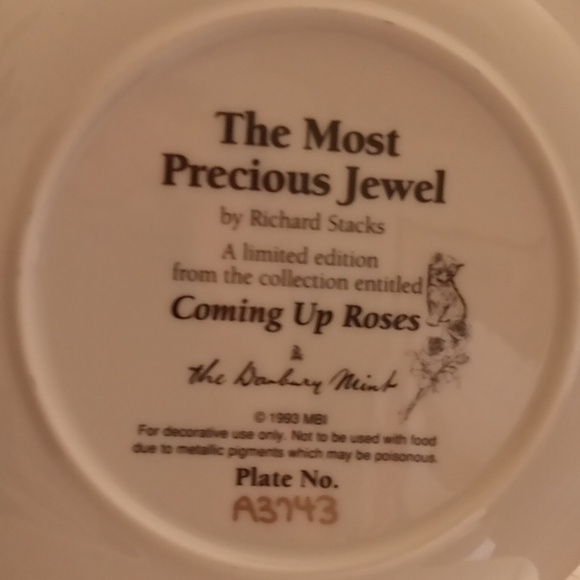 The Most
Precious Jewel
by Richard Stacks
A limited edition
from the collection entitled
Coming Up Roses
&
the Danbury Mint
© 1993 MBI
For decorative use only. Not to be used with food
due to metallic pigments which may be poisonous.
Plate No.
A3743